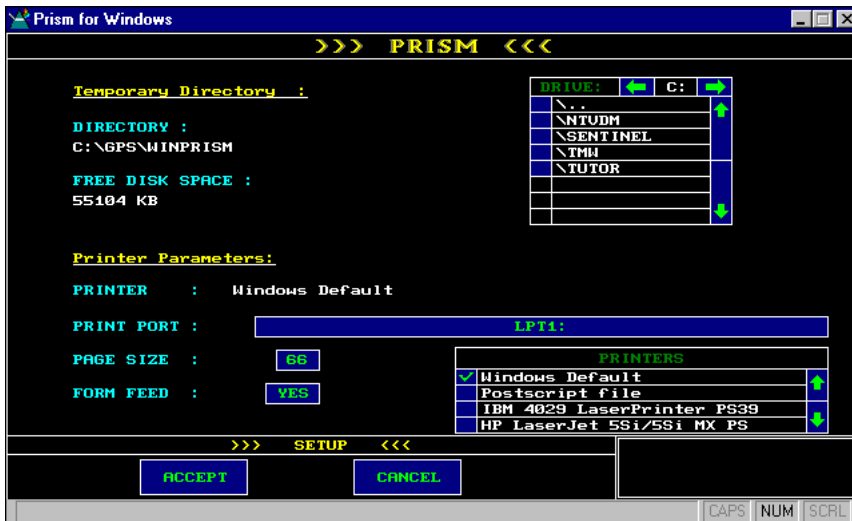 Prism for Windows
>>> PRISM <<<
Temporary Directory :
DIRECTORY :
C:\GPS\WINPRISM
FREE DISK SPACE :
55104 KB
DRIVE: C:
\..
\NTVDM
\SENTINEL
\TMW
\TUTOR
Printer Parameters:
PRINTER : Windows Default
PRINT PORT : LPT1:
PAGE SIZE : 66
FORM FEED : YES
PRINTERS
Windows Default
Postscript file
IBM 4029 LaserPrinter PS39
HP LaserJet 5Si/5Si MX PS
>>> SETUP <<<
ACCEPT CANCEL
CAPS NUM SCRL